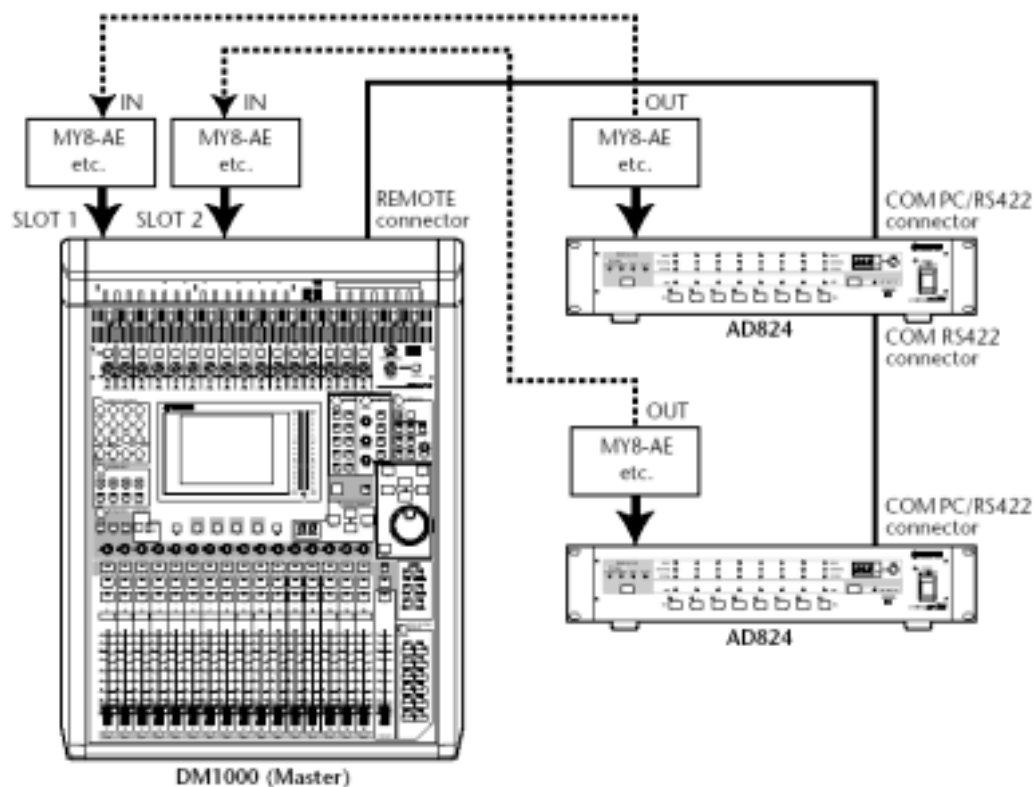 IN
IN
OUT
MY8-AE
etc.
MY8-AE
etc.
MY8-AE
etc.
SLOT 1
SLOT 2
REMOTE
connector
COM PC/RS422
connector
AD824
COM RS422
connector
OUT
MY8-AE
etc.
COM PC/RS422
connector
AD824
DM1000 (Master)